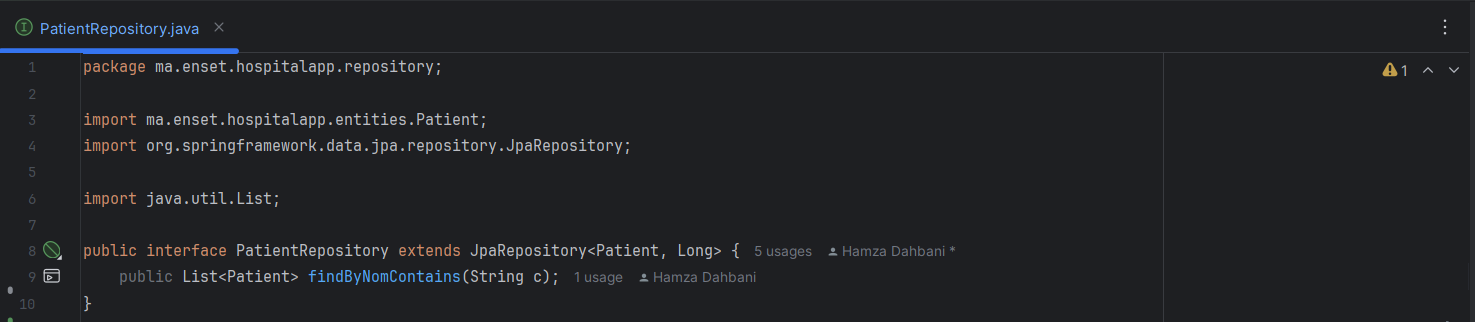 PatientRepository.java
1
1 package ma.enset.hospitalapp.repository;
2
3 import ma.enset.hospitalapp.entities.Patient;
4 import org.springframework.data.jpa.repository.JpaRepository;
5
6 import java.util.List;
7
8 public interface PatientRepository extends JpaRepository<Patient, Long> { 5 usages Hamza Dahbani *
9 public List<Patient> findByNomContains(String c); 1 usage Hamza Dahbani
10 }